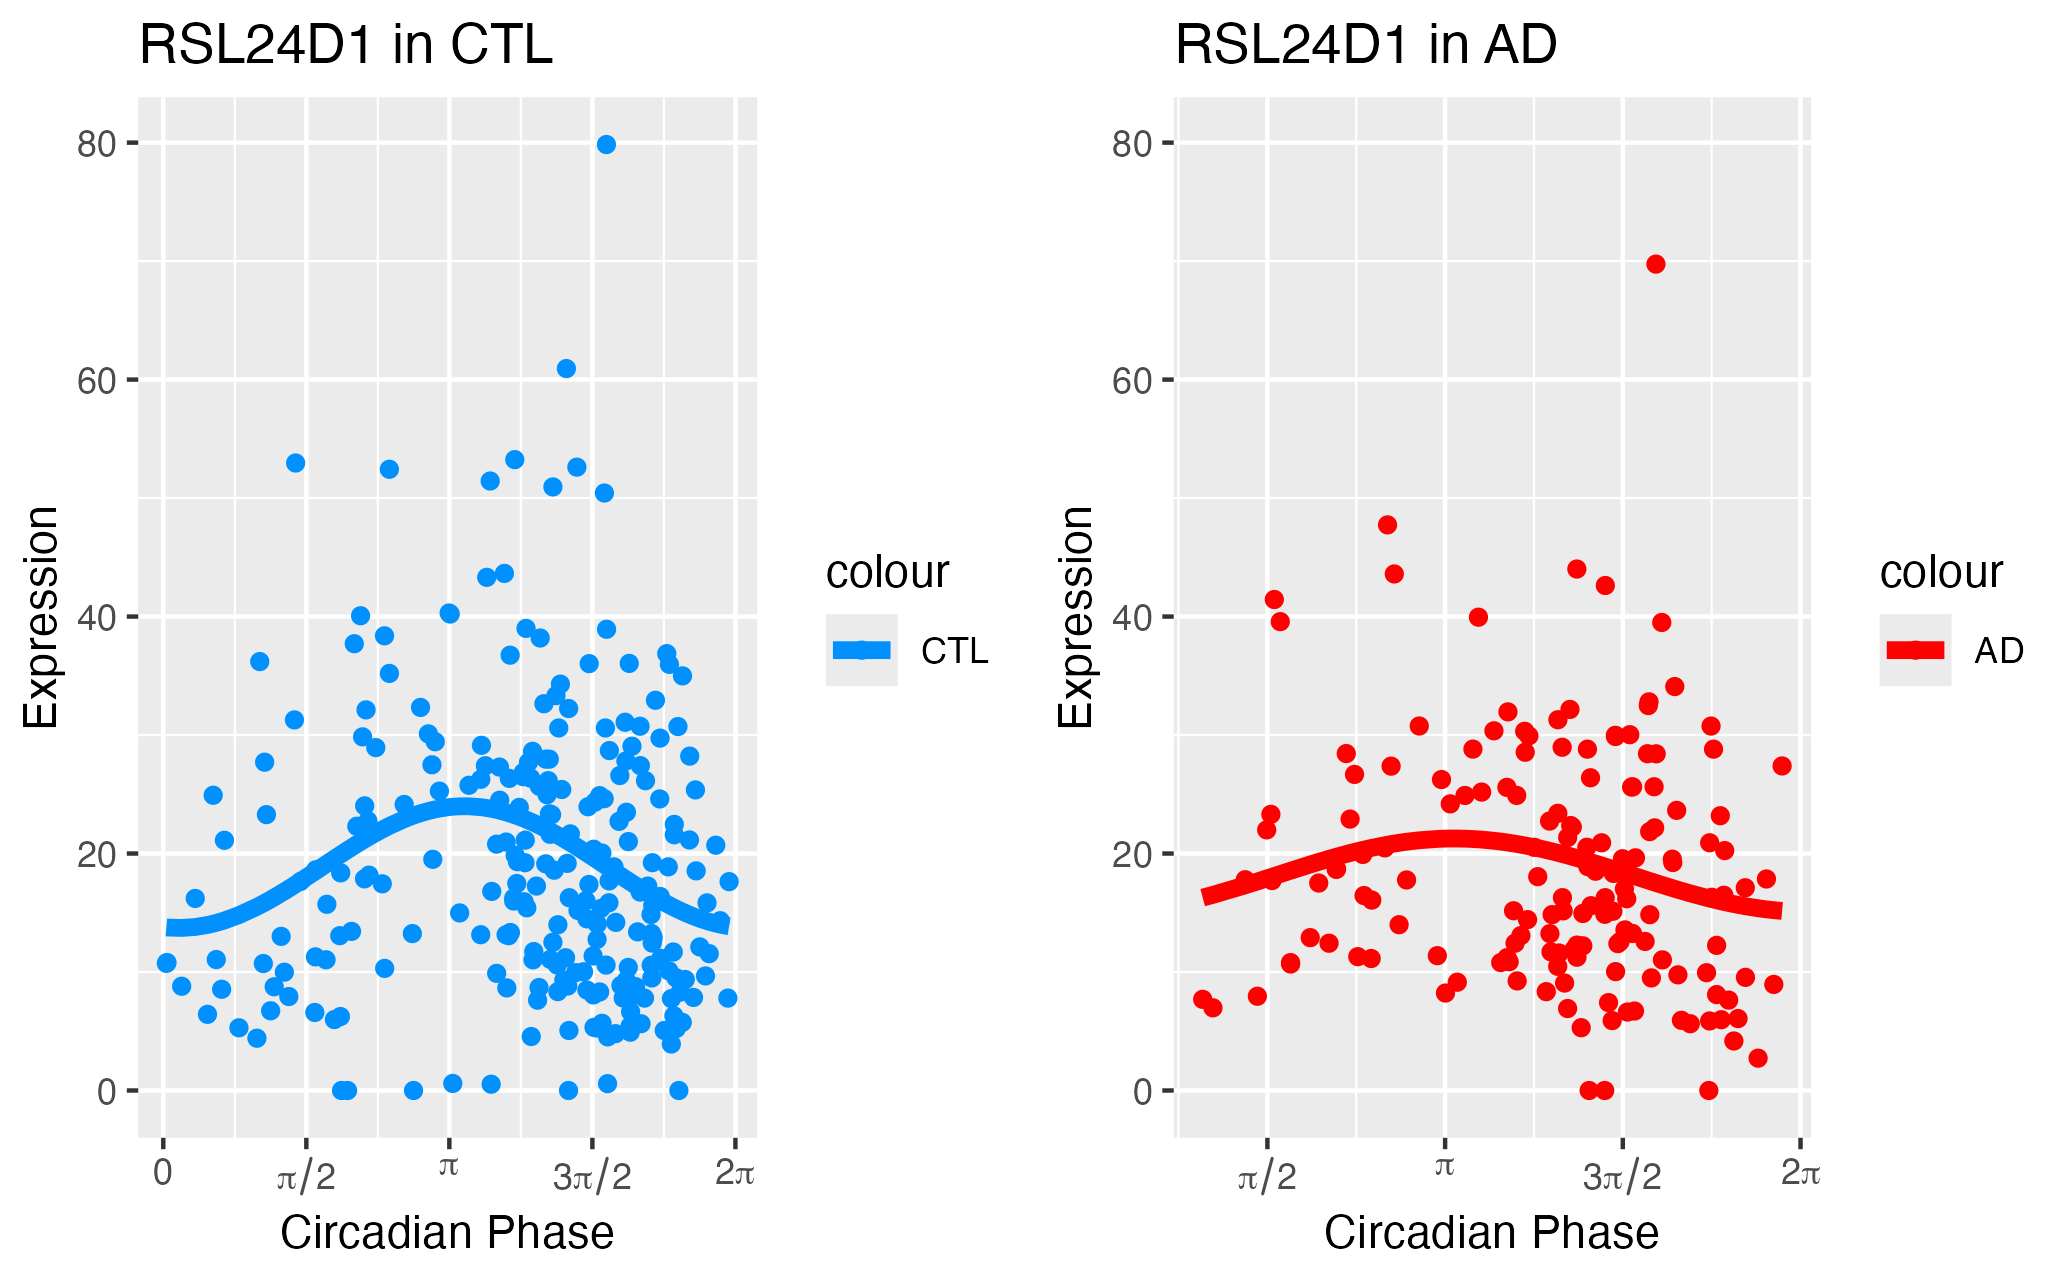 RSL24D1 in CTL
80
60
40
20
0
Expression
0 π/2 π 3π/2 2π
Circadian Phase
colour
CTL
RSL24D1 in AD
80
60
40
20
0
Expression
π/2 π 3π/2 2π
Circadian Phase
colour
AD